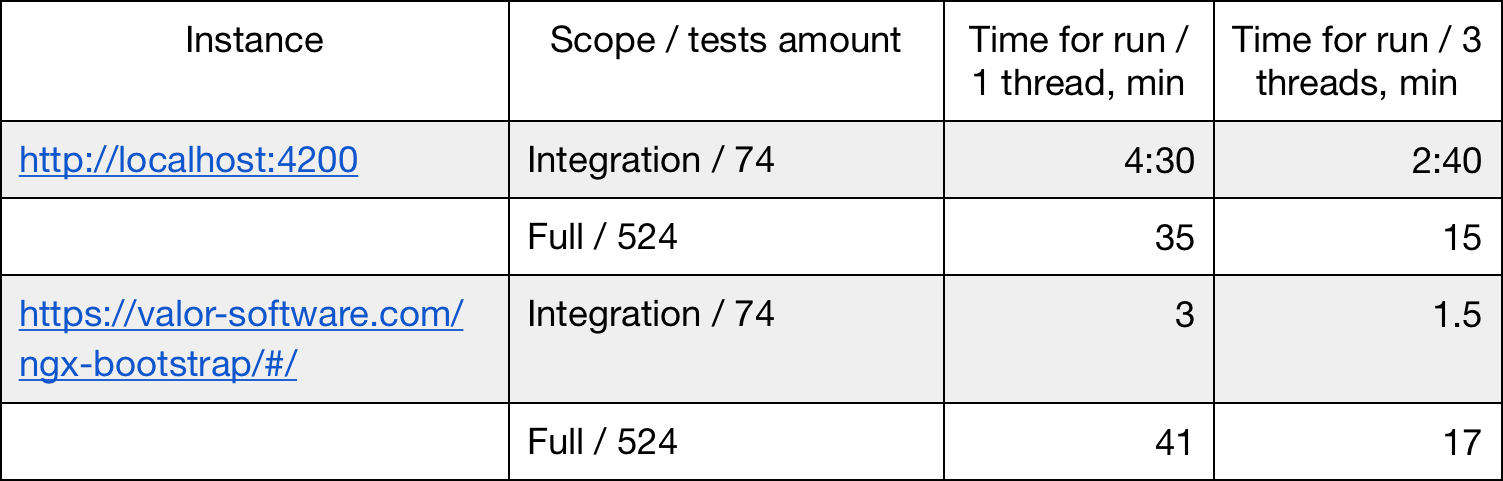 Instance
Scope / tests amount
Time for run /
1 thread, min
Time for run / 3
threads, min
http://localhost:4200
Integration / 74
4:30
2:40
Full / 524
35
15
https://valor-software.com/
ngx-bootstrap/#/
Integration / 74
3
1.5
Full / 524
41
17